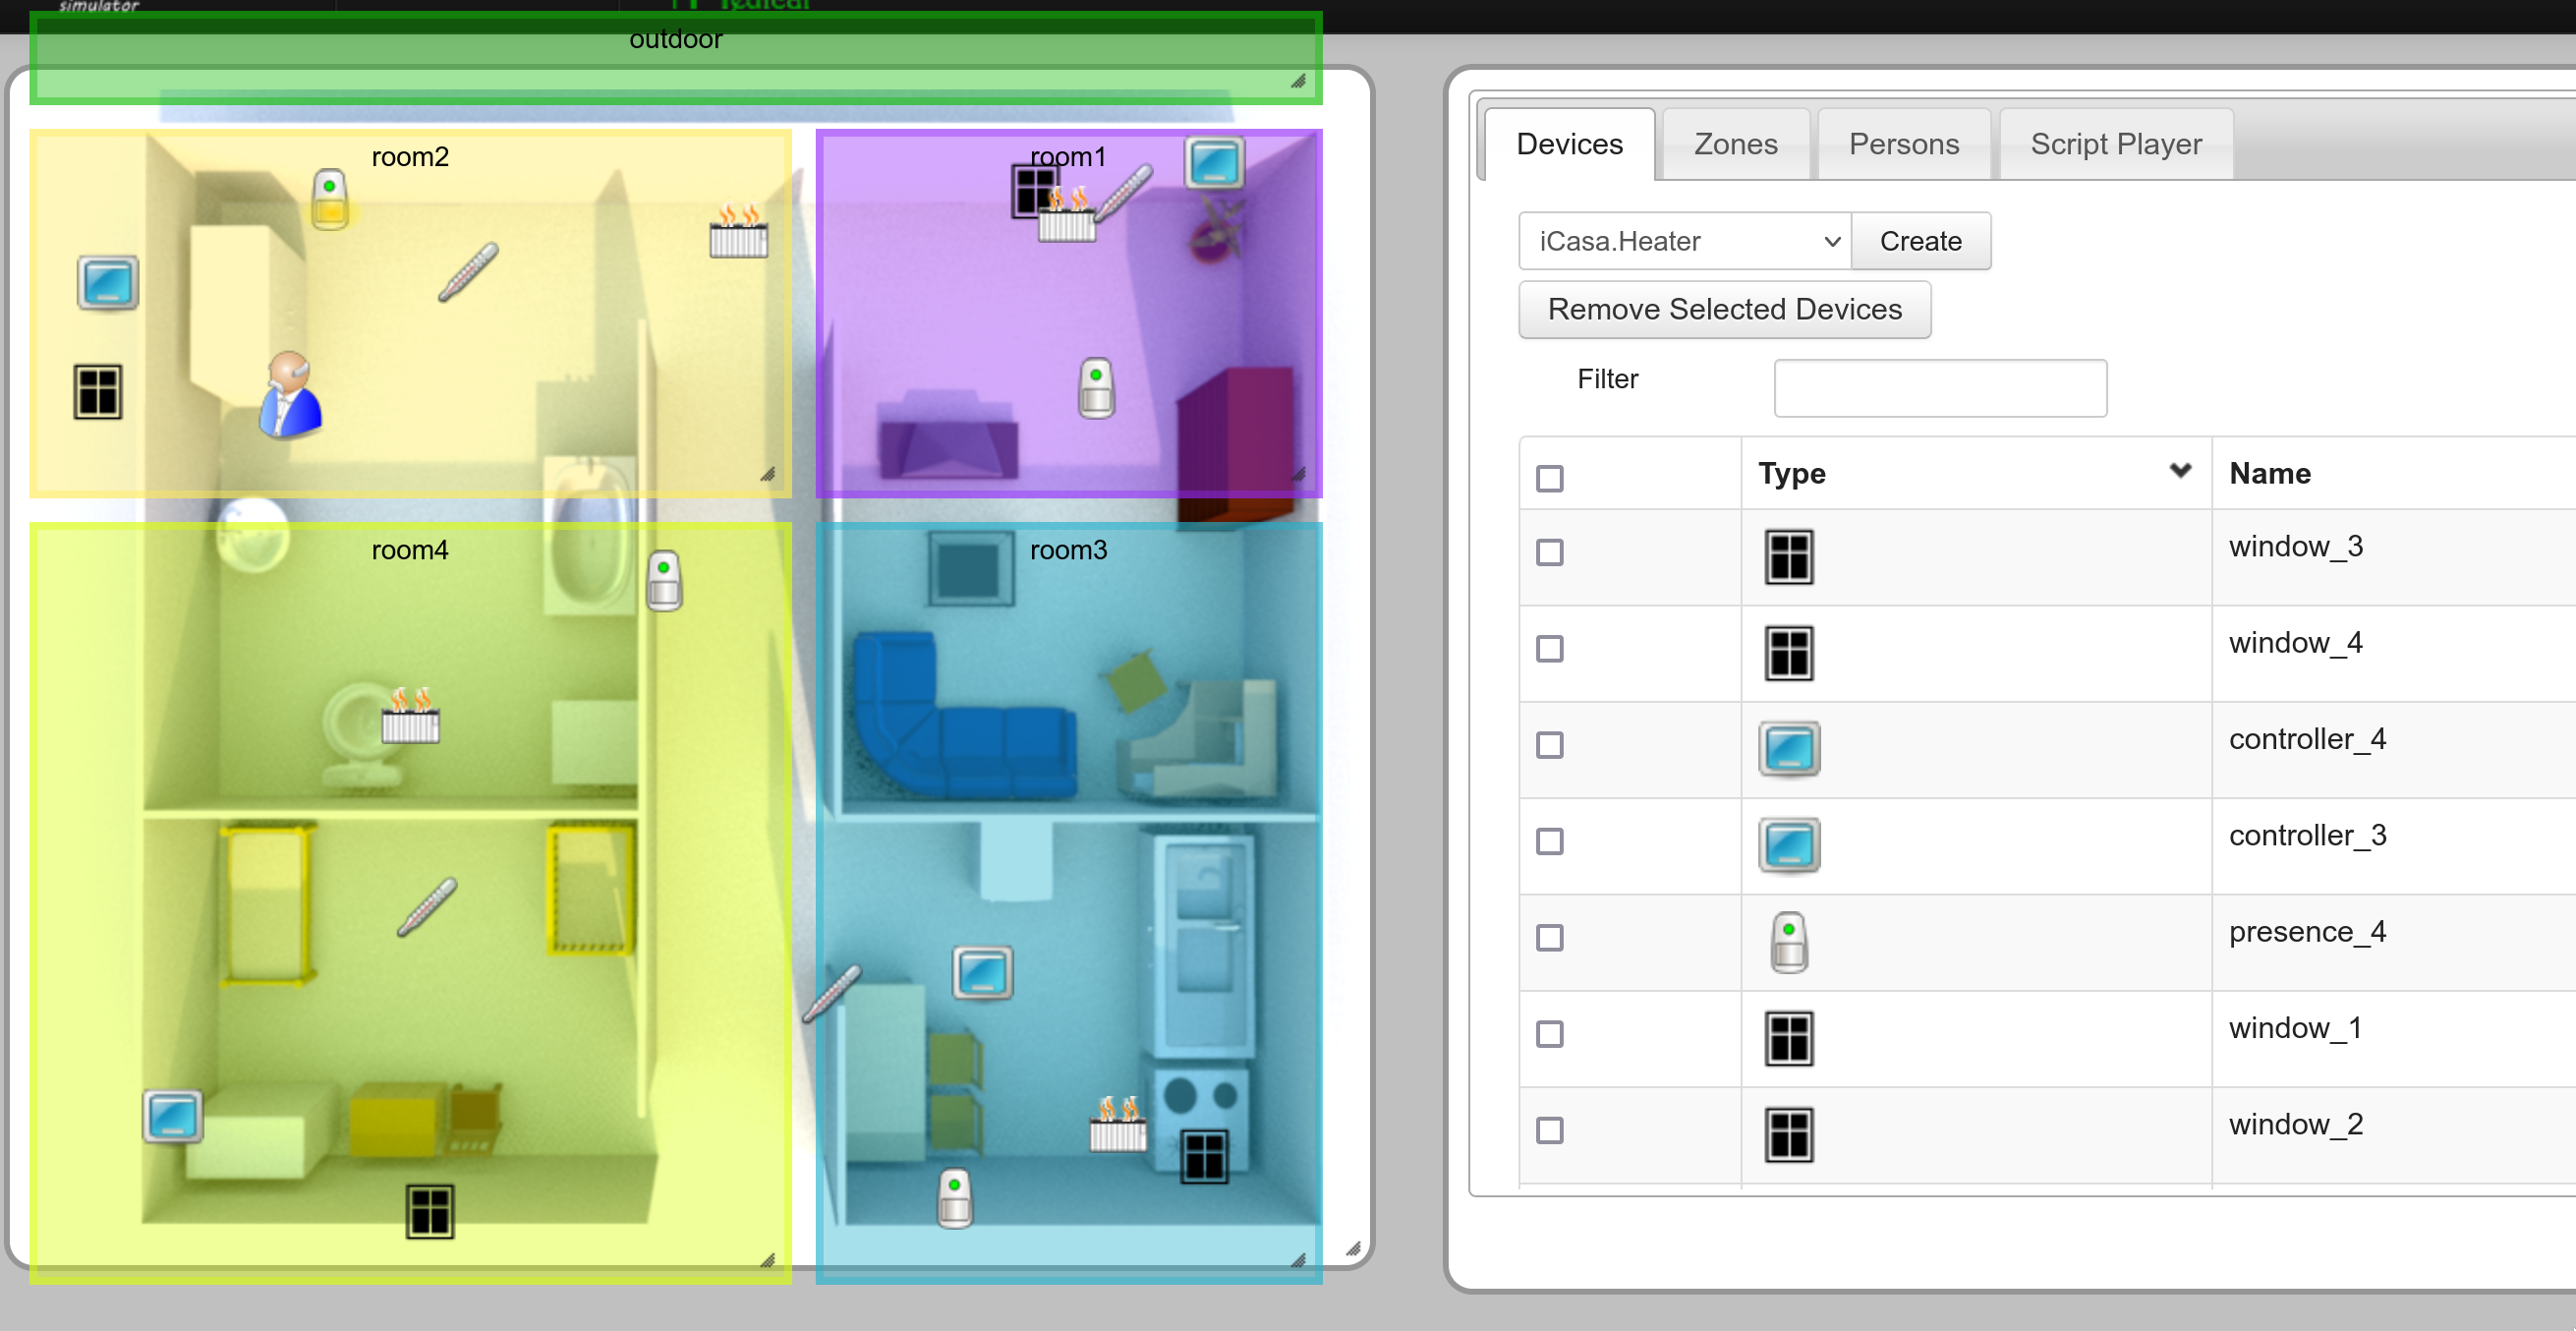 simulator
Medical
outdoor
room2
room1
room4
room3
Devices
Zones
Persons
Script Player
iCasa.Heater
Create
Remove Selected Devices
Filter
Type
Name
window_3
window_4
controller_4
controller_3
presence_4
window_1
window_2